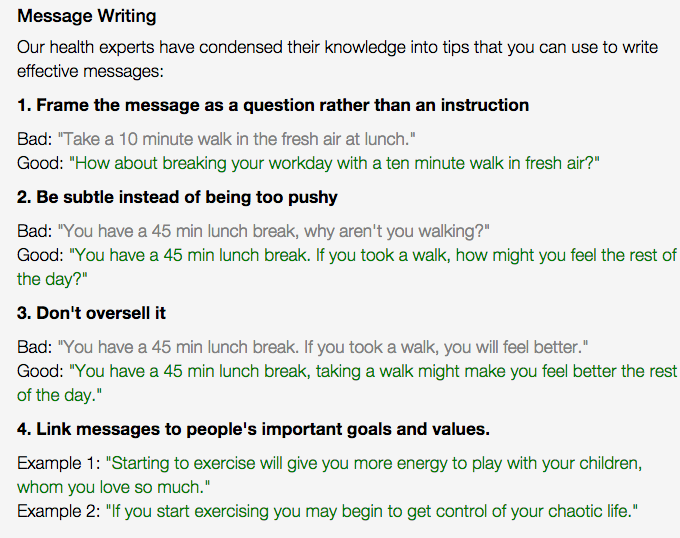 Message Writing
Our health experts have condensed their knowledge into tips that you can use to write
effective messages:
1. Frame the message as a question rather than an instruction
Bad: "Take a 10 minute walk in the fresh air at lunch."
Good: "How about breaking your workday with a ten minute walk in fresh air?"
2. Be subtle instead of being too pushy
Bad: "You have a 45 min lunch break, why aren't you walking?"
Good: "You have a 45 min lunch break. If you took a walk, how might you feel the rest of
the day?"
3. Don't oversell it
Bad: "You have a 45 min lunch break. If you took a walk, you will feel better."
Good: "You have a 45 min lunch break, taking a walk might make you feel better the rest
of the day."
4. Link messages to people's important goals and values.
Example 1: "Starting to exercise will give you more energy to play with your children,
whom you love so much."
Example 2: "If you start exercising you may begin to get control of your chaotic life."